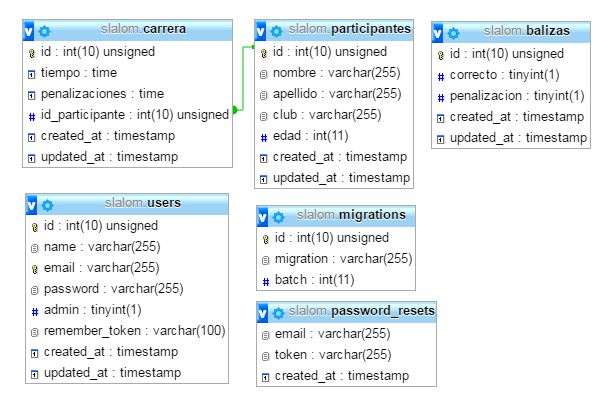 slalom.carrera
id : int(10) unsigned
tiempo : time
penalizaciones : time
id_participante : int(10) unsigned
created_at : timestamp
updated_at : timestamp
slalom.participantes
id : int(10) unsigned
nombre : varchar(255)
apellido : varchar(255)
club : varchar(255)
edad : int(11)
created_at : timestamp
updated_at : timestamp
slalom.balizas
id : int(10) unsigned
correcto : tinyint(1)
penalizacion : tinyint(1)
created_at : timestamp
updated_at : timestamp
slalom.users
id : int(10) unsigned
name : varchar(255)
email : varchar(255)
password : varchar(255)
admin : tinyint(1)
remember_token : varchar(100)
created_at : timestamp
updated_at : timestamp
slalom.migrations
id : int(10) unsigned
migration : varchar(255)
batch : int(11)
slalom.password_resets
email : varchar(255)
token : varchar(255)
created_at : timestamp